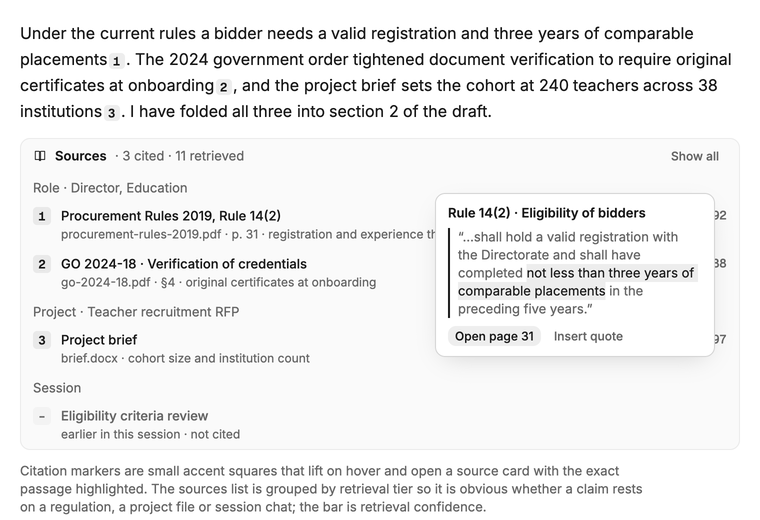 Under the current rules a bidder needs a valid registration and three years of comparable
placements 1 . The 2024 government order tightened document verification to require original
certificates at onboarding 2 , and the project brief sets the cohort at 240 teachers across 38
institutions 3 . I have folded all three into section 2 of the draft.
Sources · 3 cited · 11 retrieved Show all
Role · Director, Education
1 Procurement Rules 2019, Rule 14(2) 92
procurement-rules-2019.pdf · p. 31 · registration and experience
2 GO 2024-18 · Verification of credentials 88
go-2024-18.pdf · §4 · original certificates at onboarding
Project · Teacher recruitment RFP
3 Project brief 97
brief.docx · cohort size and institution count
Session
– Eligibility criteria review
earlier in this session · not cited
Rule 14(2) · Eligibility of bidders
“…shall hold a valid registration with
the Directorate and shall have
completed not less than three years of
comparable placements in the
preceding five years.”
Open page 31 Insert quote
Citation markers are small accent squares that lift on hover and open a source card with the exact
passage highlighted. The sources list is grouped by retrieval tier so it is obvious whether a claim rests
on a regulation, a project file or session chat; the bar is retrieval confidence.